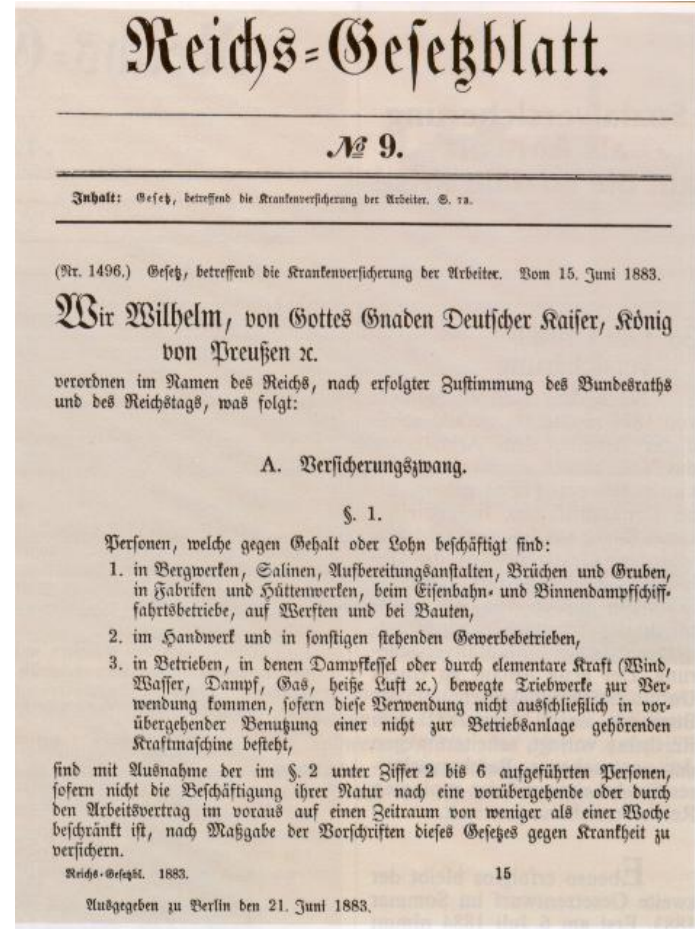 Reichs-Gesetzblatt.
№ 9.
Inhalt: Gesetz, betreffend die Krankenversicherung der Arbeiter. S. 73.
(Nr. 1496.) Gesetz, betreffend die Krankenversicherung der Arbeiter. Vom 15. Juni 1883.
Wir Wilhelm, von Gottes Gnaden Deutscher Kaiser, König
von Preußen ꝛc.
verordnen im Namen des Reichs, nach erfolgter Zustimmung des Bundesraths
und des Reichstags, was folgt:
A. Versicherungszwang.
§. 1.
Personen, welche gegen Gehalt oder Lohn beschäftigt sind:
1. in Bergwerken, Salinen, Aufbereitungsanstalten, Brüchen und Gruben,
in Fabriken und Hüttenwerken, beim Eisenbahn- und Binnendampfschiff-
fahrtsbetriebe, auf Werften und bei Bauten,
2. im Handwerk und in sonstigen stehenden Gewerbebetrieben,
3. in Betrieben, in denen Dampfkessel oder durch elementare Kraft (Wind,
Wasser, Dampf, Gas, heiße Luft ꝛc.) bewegte Triebwerke zur Ver-
wendung kommen, sofern diese Verwendung nicht ausschließlich in vor-
übergehender Benutzung einer nicht zur Betriebsanlage gehörenden
Kraftmaschine besteht,
sind mit Ausnahme der im §. 2 unter Ziffer 2 bis 6 aufgeführten Personen,
sofern nicht die Beschäftigung ihrer Natur nach eine vorübergehende oder durch
den Arbeitsvertrag im voraus auf einen Zeitraum von weniger als einer Woche
beschränkt ist, nach Maßgabe der Vorschriften dieses Gesetzes gegen Krankheit zu
versichern.
Reichs-Gesetzbl. 1883. 15
Ausgegeben zu Berlin den 21. Juni 1883.